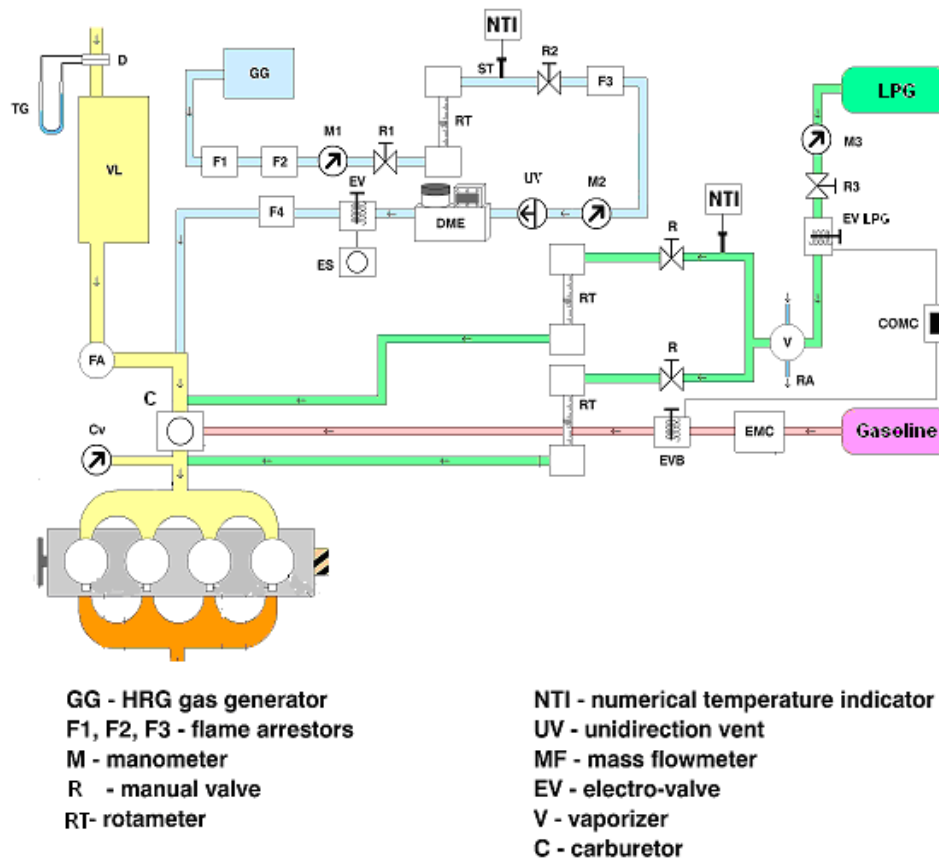 NTI
D
GG
ST
R2
F3
LPG
TG
RT
M1
R1
M3
VL
F1
F2
R3
EV
UV
M2
NTI
F4
DME
R
EV LPG
ES
RT
COMC
FA
R
V
RA
C
RT
Cv
EMC
Gasoline
EVB
GG - HRG gas generator
F1, F2, F3 - flame arrestors
M - manometer
R - manual valve
RT- rotameter
NTI - numerical temperature indicator
UV - unidirection vent
MF - mass flowmeter
EV - electro-valve
V - vaporizer
C - carburetor